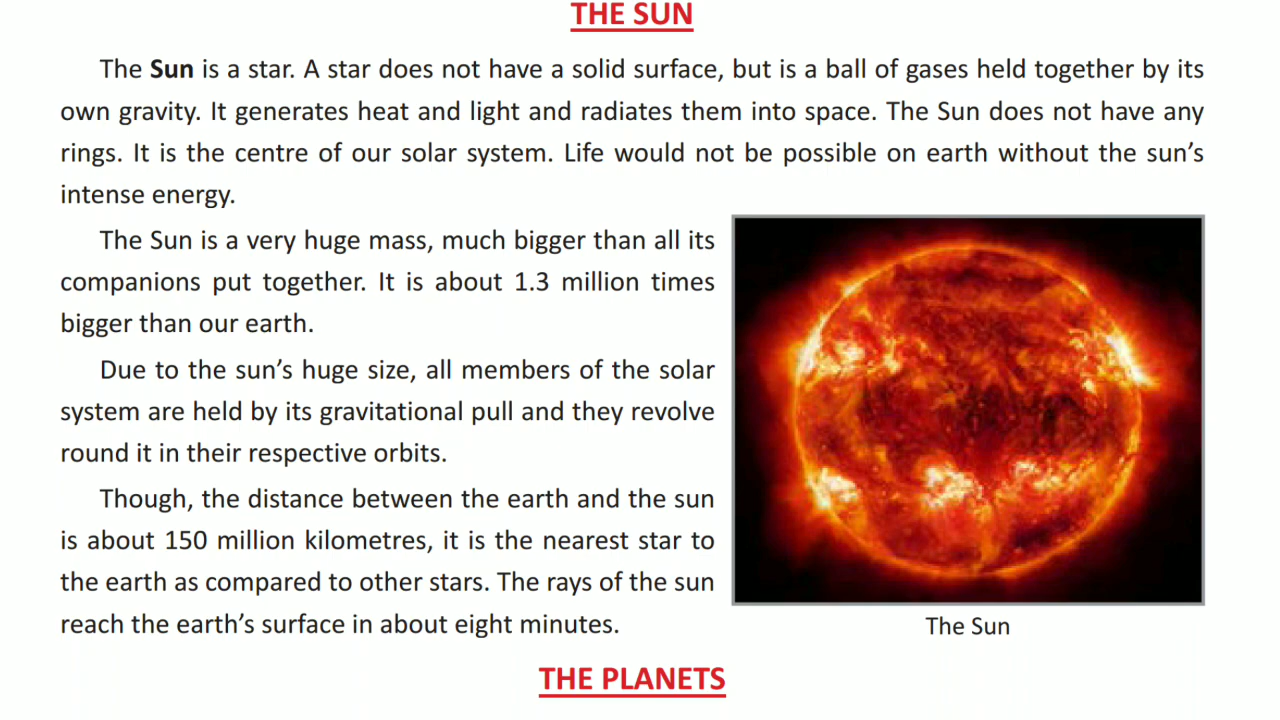 THE SUN
The Sun is a star. A star does not have a solid surface, but is a ball of gases held together by its
own gravity. It generates heat and light and radiates them into space. The Sun does not have any
rings. It is the centre of our solar system. Life would not be possible on earth without the sun’s
intense energy.
The Sun is a very huge mass, much bigger than all its
companions put together. It is about 1.3 million times
bigger than our earth.
Due to the sun’s huge size, all members of the solar
system are held by its gravitational pull and they revolve
round it in their respective orbits.
Though, the distance between the earth and the sun
is about 150 million kilometres, it is the nearest star to
the earth as compared to other stars. The rays of the sun
reach the earth’s surface in about eight minutes.
The Sun
THE PLANETS